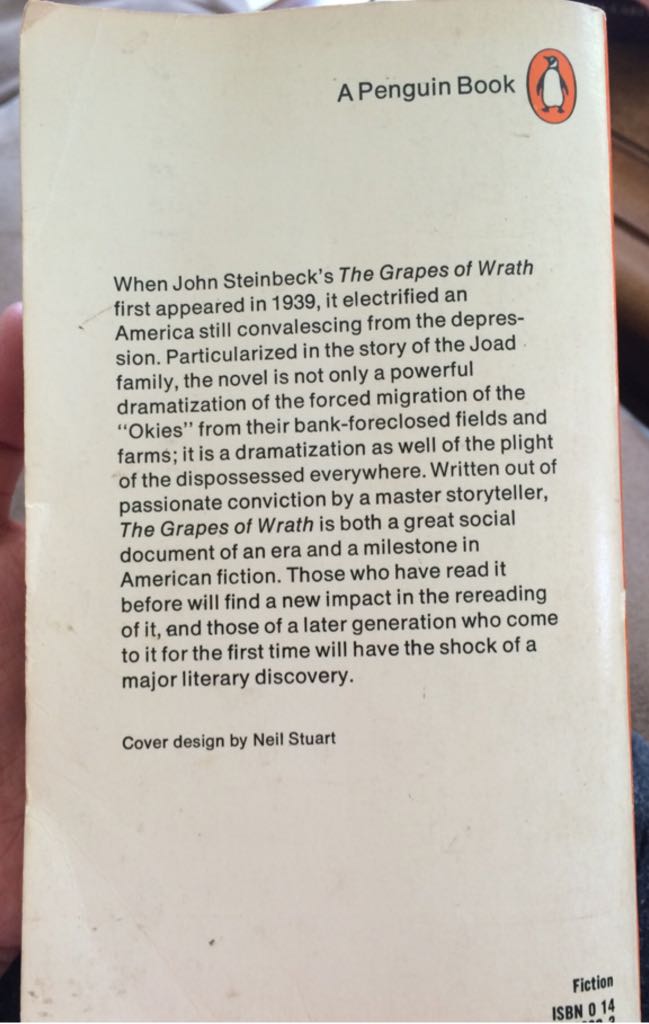 A Penguin Book
When John Steinbeck's The Grapes of Wrath
first appeared in 1939, it electrified an
America still convalescing from the depres-
sion. Particularized in the story of the Joad
family, the novel is not only a powerful
dramatization of the forced migration of the
"Okies" from their bank-foreclosed fields and
farms; it is a dramatization as well of the plight
of the dispossessed everywhere. Written out of
passionate conviction by a master storyteller,
The Grapes of Wrath is both a great social
document of an era and a milestone in
American fiction. Those who have read it
before will find a new impact in the rereading
of it, and those of a later generation who come
to it for the first time will have the shock of a
major literary discovery.
Cover design by Neil Stuart
Fiction
ISBN 0 14